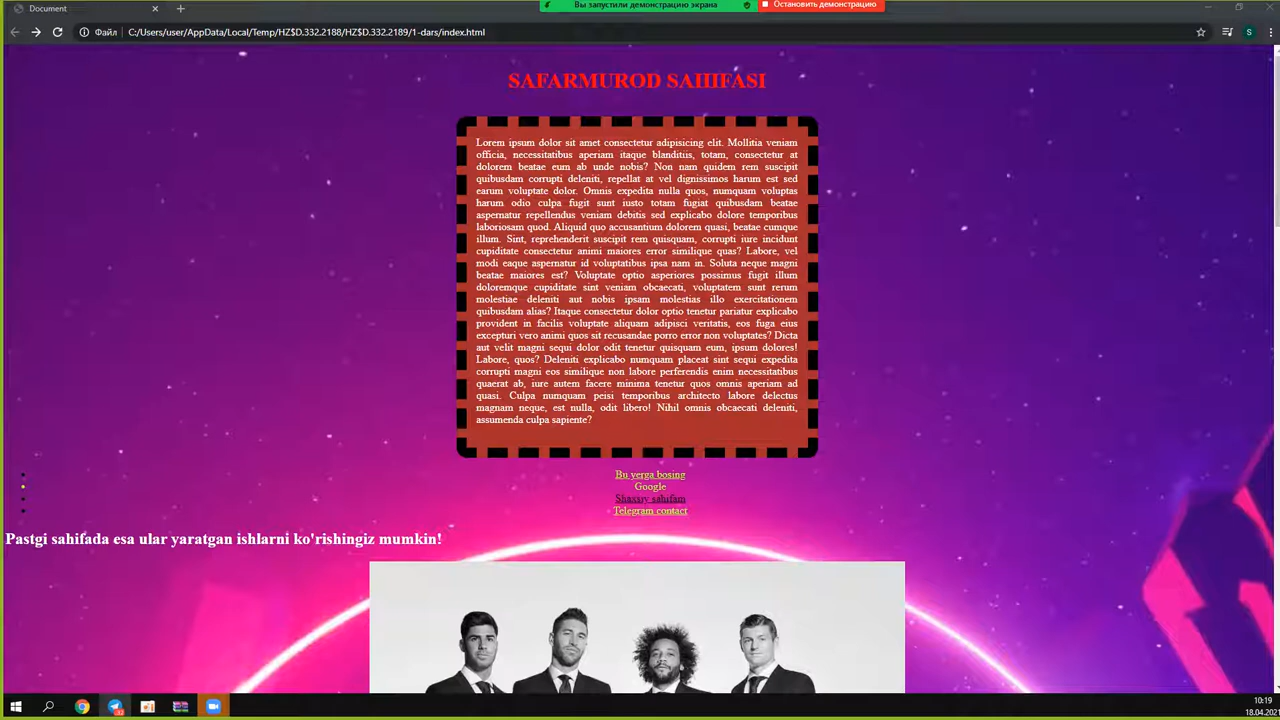 Document
Вы запустили демонстрацию экрана
Остановить демонстрацию
Файл
C:/Users/user/AppData/Local/Temp/HZ$D.332.2188/HZ$D.332.2189/1-dars/index.html
S
SAFARMUROD SAHIFASI
Lorem ipsum dolor sit amet consectetur adipisicing elit. Mollitia veniam
officia, necessitatibus aperiam itaque blanditiis, totam, consectetur at
dolorem beatae eum ab unde nobis? Non nam quidem rem suscipit
quibusdam corrupti deleniti, repellat at vel dignissimos harum est sed
earum voluptate dolor. Omnis expedita nulla quos, numquam voluptas
harum odio culpa fugit sunt iusto totam fugiat quibusdam beatae
aspernatur repellendus veniam debitis sed explicabo dolore temporibus
laboriosam quod. Aliquid quo accusantium dolorem quasi, beatae cumque
illum. Sint, reprehenderit suscipit rem quisquam, corrupti iure incidunt
cupiditate consectetur animi maiores error similique quas? Labore, vel
modi eaque aspernatur id voluptatibus ipsa nam in. Soluta neque magni
beatae maiores est? Voluptate optio asperiores possimus fugit illum
doloremque cupiditate sint veniam obcaecati, voluptatem sunt rerum
molestiae deleniti aut nobis ipsam molestias illo exercitationem
quibusdam alias? Itaque consectetur dolor optio tenetur pariatur explicabo
provident in facilis voluptate aliquam adipisci veritatis, eos fuga eius
excepturi vero animi quos sit recusandae porro error non voluptates? Dicta
aut velit magni sequi dolor odit tenetur quisquam eum, ipsum dolores!
Labore, quos? Deleniti explicabo numquam placeat sint sequi expedita
corrupti magni eos similique non labore perferendis enim necessitatibus
quaerat ab, iure autem facere minima tenetur quos omnis aperiam ad
quasi. Culpa numquam peisi temporibus architecto labore delectus
magnam neque, est nulla, odit libero! Nihil omnis obcaecati deleniti,
assumenda culpa sapiente?
Bu yerga bosing
Google
Shaxsiy sahifam
Telegram contact
Pastgi sahifada esa ular yaratgan ishlarni ko'rishingiz mumkin!
10:19